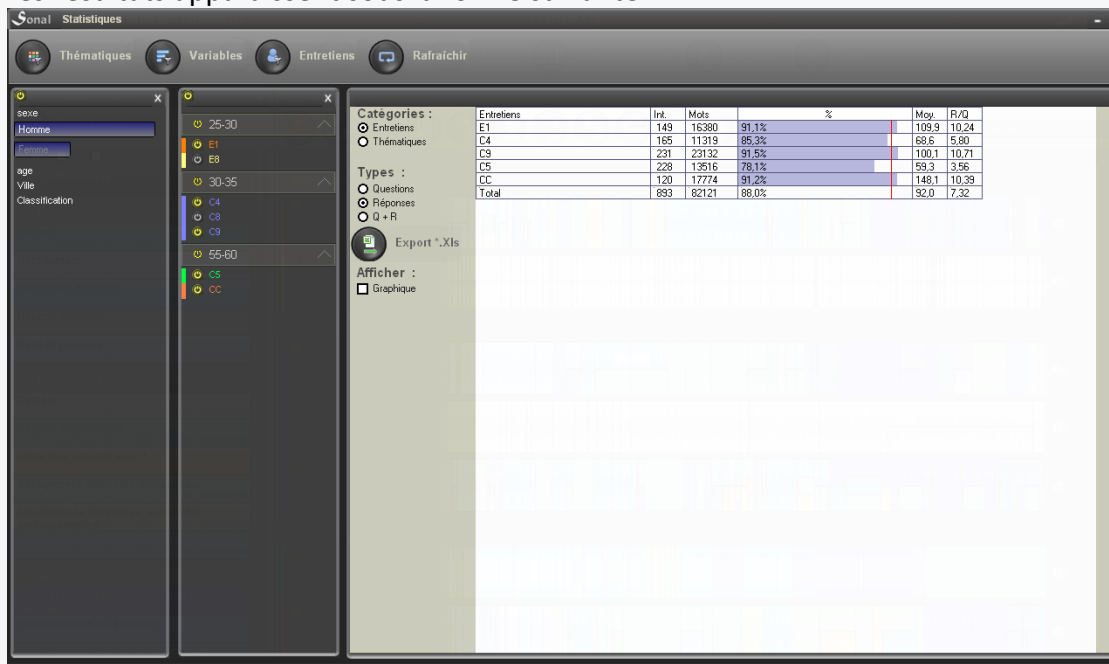 Sonal Statistiques
Thématiques Variables Entretiens Rafraîchir
x
x
sexe
Homme
Femme
age
Ville
Classification
25-30
E1
E8
30-35
C4
C8
C9
55-60
C5
CC
Catégories :
Entretiens
Thématiques
Types :
Questions
Réponses
Q + R
Export *.Xls
Afficher :
Graphique
Entretiens Int. Mots % Moy. R/Q
E1 149 16380 91,1% 109,9 10,24
C4 165 11319 85,3% 68,6 5,80
C9 231 23132 91,5% 100,1 10,71
C5 228 13516 78,1% 59,3 3,56
CC 120 17774 91,2% 148,1 10,39
Total 893 82121 88,0% 92,0 7,32